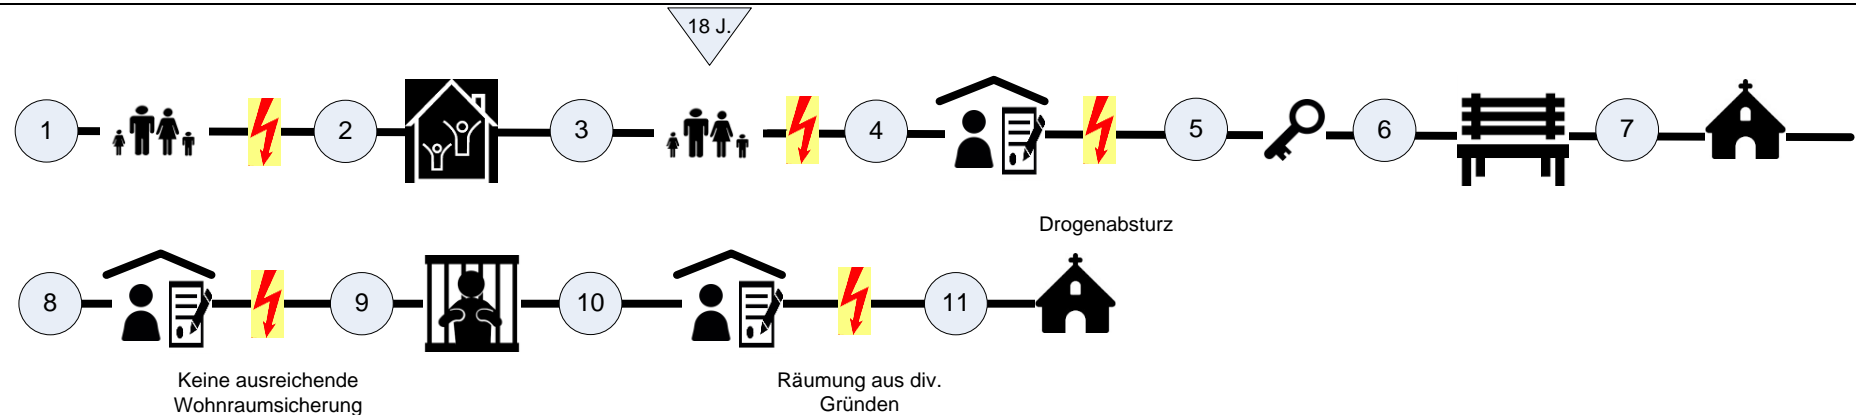 18 J.
1
2
3
4
5
6
7
Drogenabsturz
8
9
10
11
Keine ausreichende
Wohnraumsicherung
Räumung aus div.
Gründen